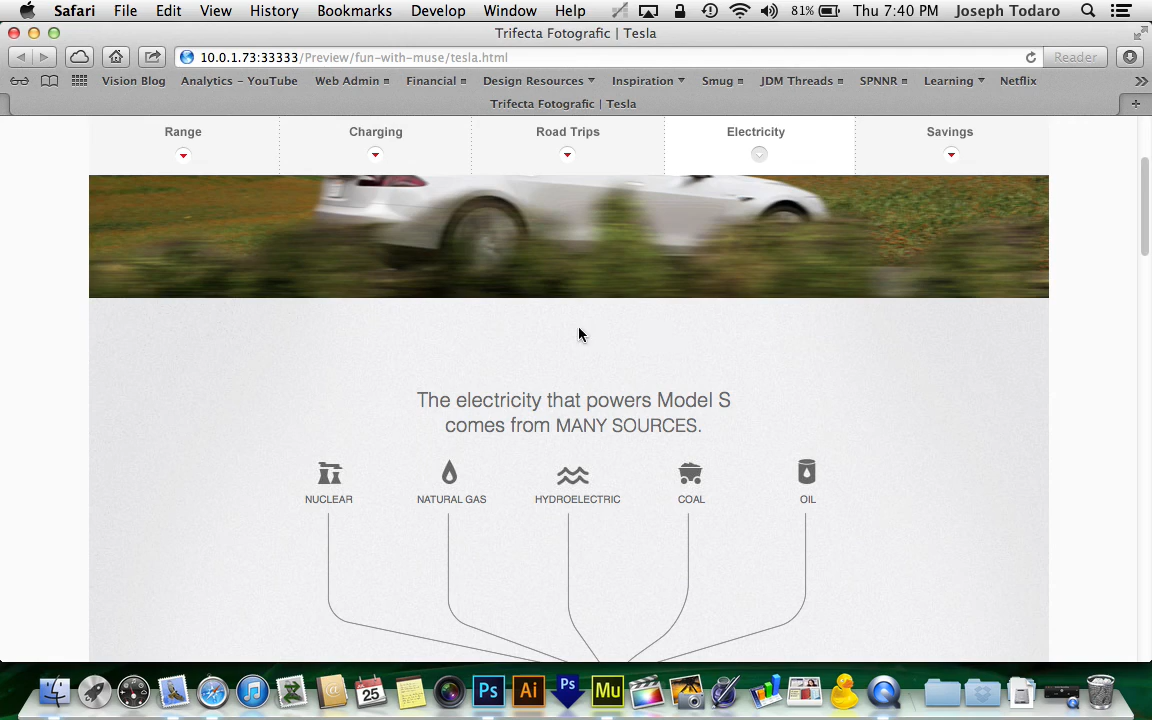 Safari File Edit View History Bookmarks Develop Window Help 81% Thu 7:40 PM Joseph Todaro
Trifecta Fotografic | Tesla
10.0.1.73:33333/Preview/fun-with-muse/tesla.html Reader
Vision Blog Analytics - YouTube Web Admin Financial Design Resources Inspiration Smug JDM Threads SPNNR Learning Netflix
Trifecta Fotografic | Tesla
Range Charging Road Trips Electricity Savings
The electricity that powers Model S
comes from MANY SOURCES.
NUCLEAR NATURAL GAS HYDROELECTRIC COAL OIL
25 Ps Ai Ps Mu